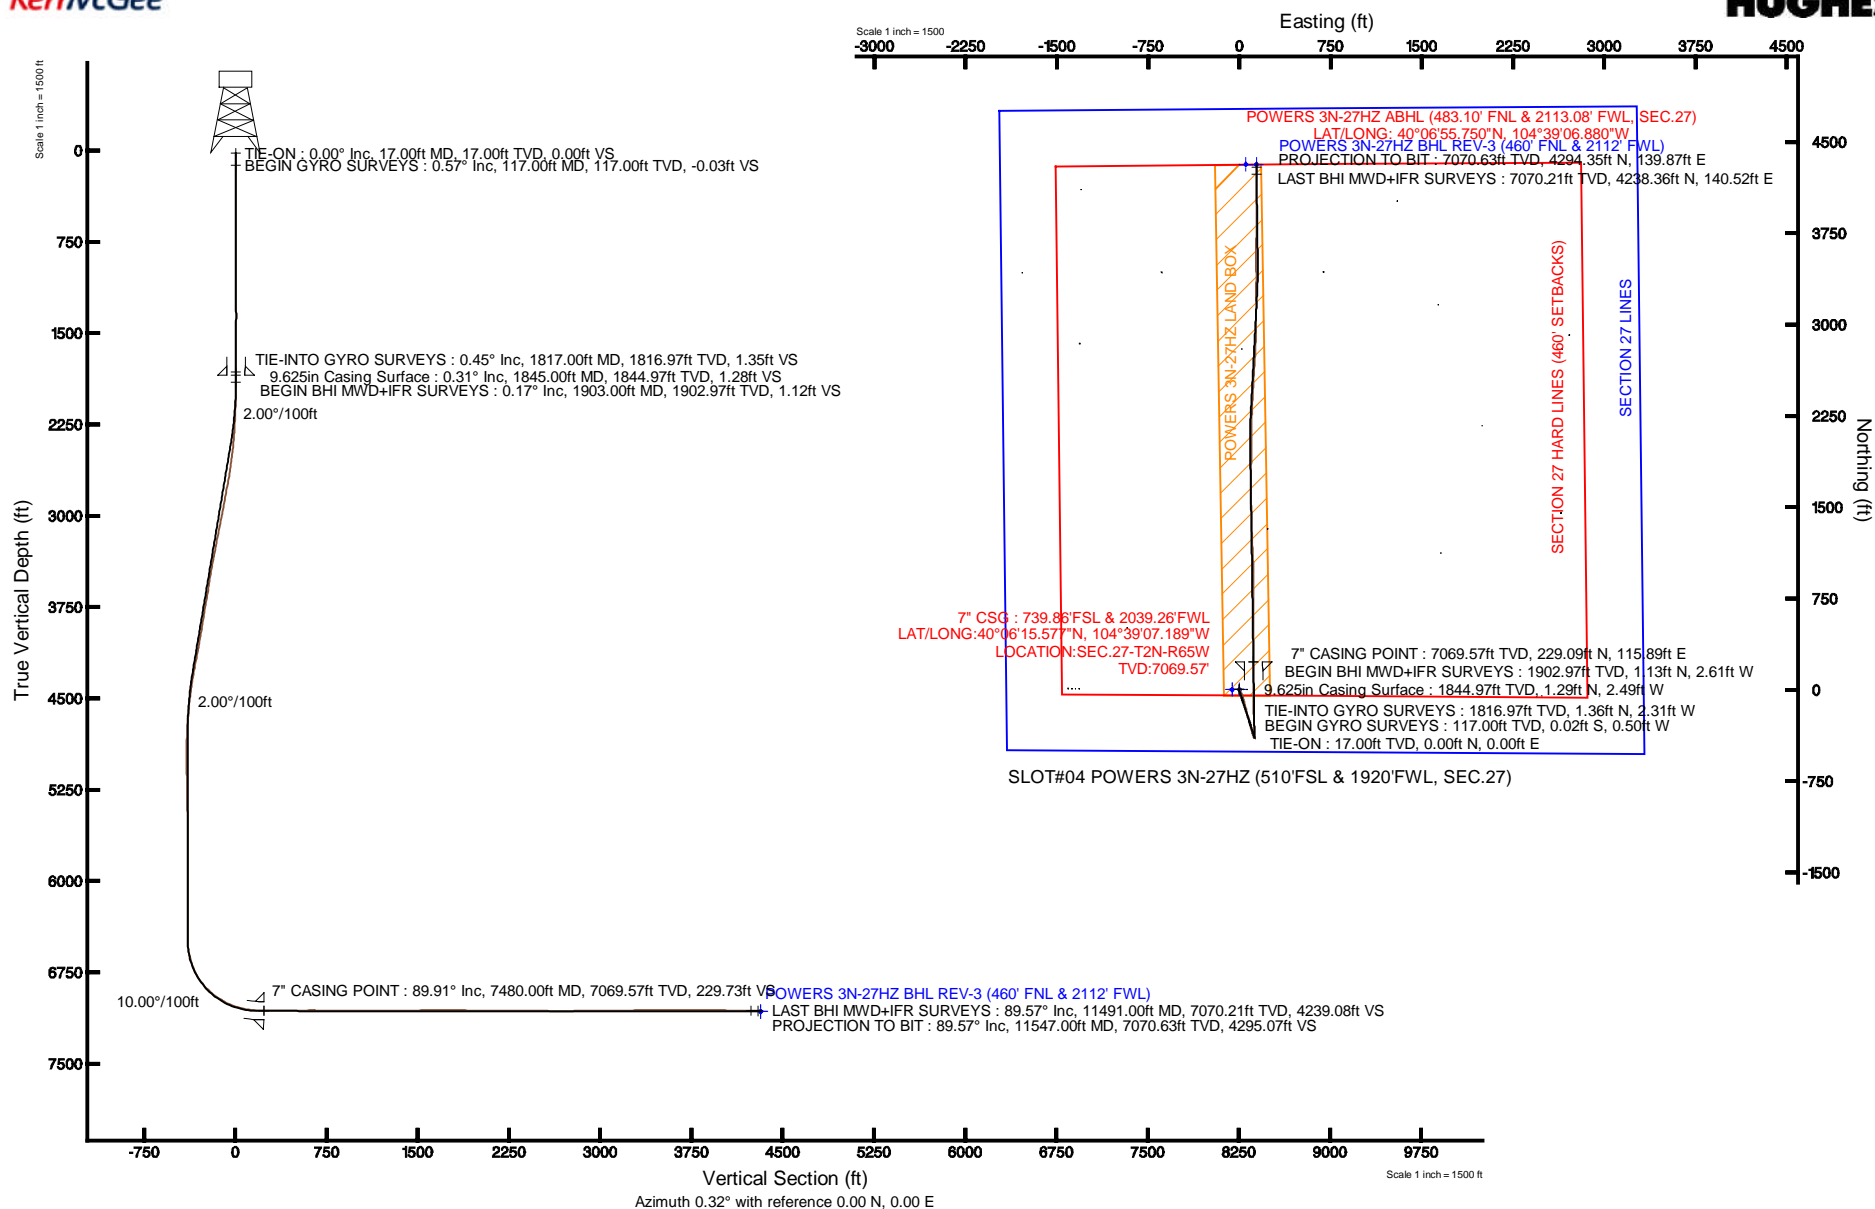 KerrMcGee
HUGHES
Scale 1 inch = 1500 ft
True Vertical Depth (ft)
0
750
1500
2250
3000
3750
4500
5250
6000
6750
7500
TIE-ON : 0.00° Inc, 17.00ft MD, 17.00ft TVD, 0.00ft VS
BEGIN GYRO SURVEYS : 0.57° Inc, 117.00ft MD, 117.00ft TVD, -0.03ft VS
TIE-INTO GYRO SURVEYS : 0.45° Inc, 1817.00ft MD, 1816.97ft TVD, 1.35ft VS
9.625in Casing Surface : 0.31° Inc, 1845.00ft MD, 1844.97ft TVD, 1.28ft VS
BEGIN BHI MWD+IFR SURVEYS : 0.17° Inc, 1903.00ft MD, 1902.97ft TVD, 1.12ft VS
2.00°/100ft
2.00°/100ft
10.00°/100ft
7" CASING POINT : 89.91° Inc, 7480.00ft MD, 7069.57ft TVD, 229.73ft VS
POWERS 3N-27HZ BHL REV-3 (460' FNL & 2112' FWL)
LAST BHI MWD+IFR SURVEYS : 89.57° Inc, 11491.00ft MD, 7070.21ft TVD, 4239.08ft VS
PROJECTION TO BIT : 89.57° Inc, 11547.00ft MD, 7070.63ft TVD, 4295.07ft VS
-750 0 750 1500 2250 3000 3750 4500 5250 6000 6750 7500 8250 9000 9750
Vertical Section (ft)
Scale 1 inch = 1500 ft
Azimuth 0.32° with reference 0.00 N, 0.00 E
Easting (ft)
Scale 1 inch = 1500
-3000 -2250 -1500 -750 0 750 1500 2250 3000 3750 4500
POWERS 3N-27HZ ABHL (483.10' FNL & 2113.08' FWL, SEC.27)
LAT/LONG: 40°06'55.750"N, 104°39'06.880"W
POWERS 3N-27HZ BHL REV-3 (460' FNL & 2112' FWL)
PROJECTION TO BIT : 7070.63ft TVD, 4294.35ft N, 139.87ft E
LAST BHI MWD+IFR SURVEYS : 7070.21ft TVD, 4238.36ft N, 140.52ft E
POWERS 3N-27HZ LAND BOX
SECTION 27 HARD LINES (460' SETBACKS)
SECTION 27 LINES
7" CSG : 739.86'FSL & 2039.26'FWL
LAT/LONG:40°06'15.577"N, 104°39'07.189"W
LOCATION:SEC.27-T2N-R65W
TVD:7069.57'
7" CASING POINT : 7069.57ft TVD, 229.09ft N, 115.89ft E
BEGIN BHI MWD+IFR SURVEYS : 1902.97ft TVD, 1.13ft N, 2.61ft W
9.625in Casing Surface : 1844.97ft TVD, 1.29ft N, 2.49ft W
TIE-INTO GYRO SURVEYS : 1816.97ft TVD, 1.36ft N, 2.31ft W
BEGIN GYRO SURVEYS : 117.00ft TVD, 0.02ft S, 0.50ft W
TIE-ON : 17.00ft TVD, 0.00ft N, 0.00ft E
SLOT#04 POWERS 3N-27HZ (510'FSL & 1920'FWL, SEC.27)
4500
3750
3000
2250
1500
750
0
-750
-1500
Northing (ft)